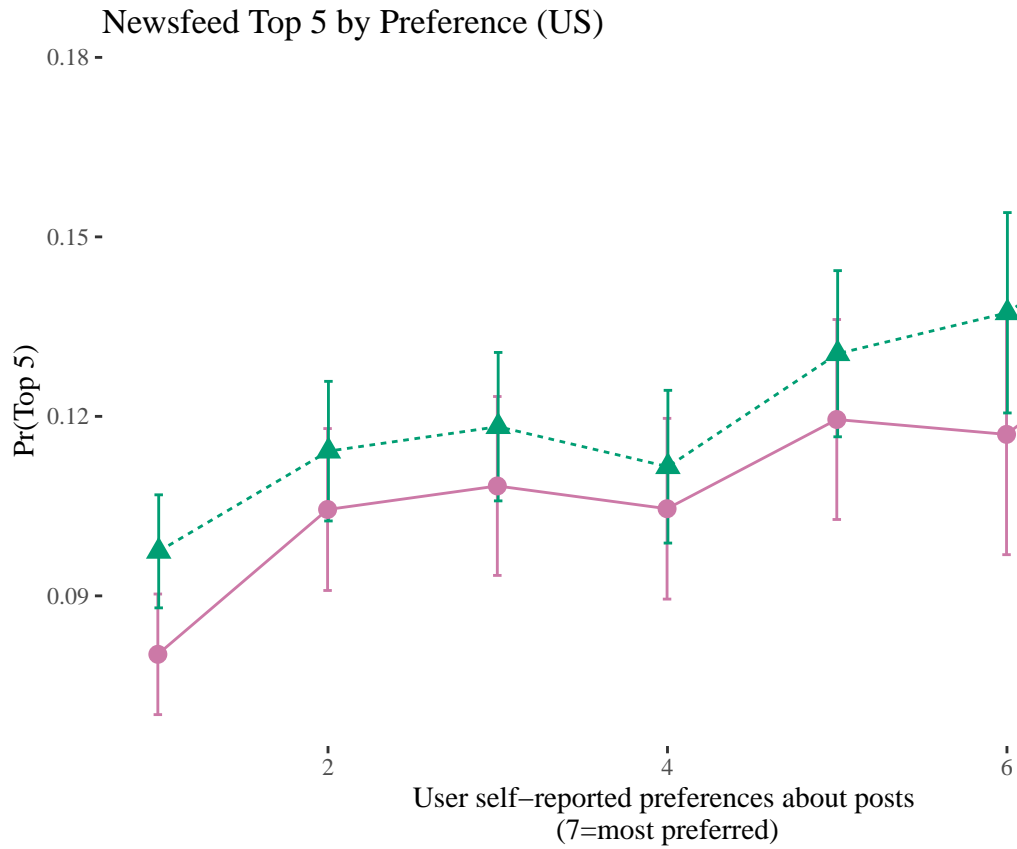 Newsfeed Top 5 by Preference (US)
0.18
0.15
0.12
0.09
Pr(Top 5)
2
4
6
User self−reported preferences about posts
(7=most preferred)